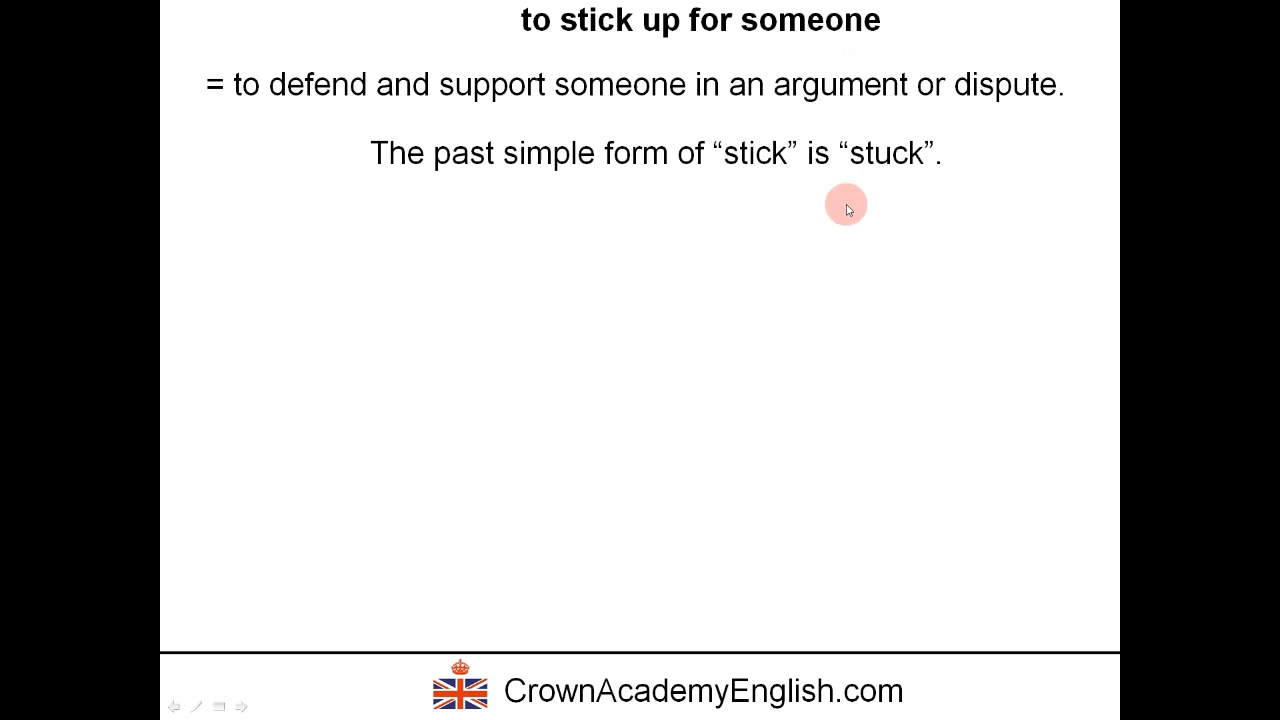 to stick up for someone
= to defend and support someone in an argument or dispute.
The past simple form of “stick” is “stuck”.
CrownAcademyEnglish.com